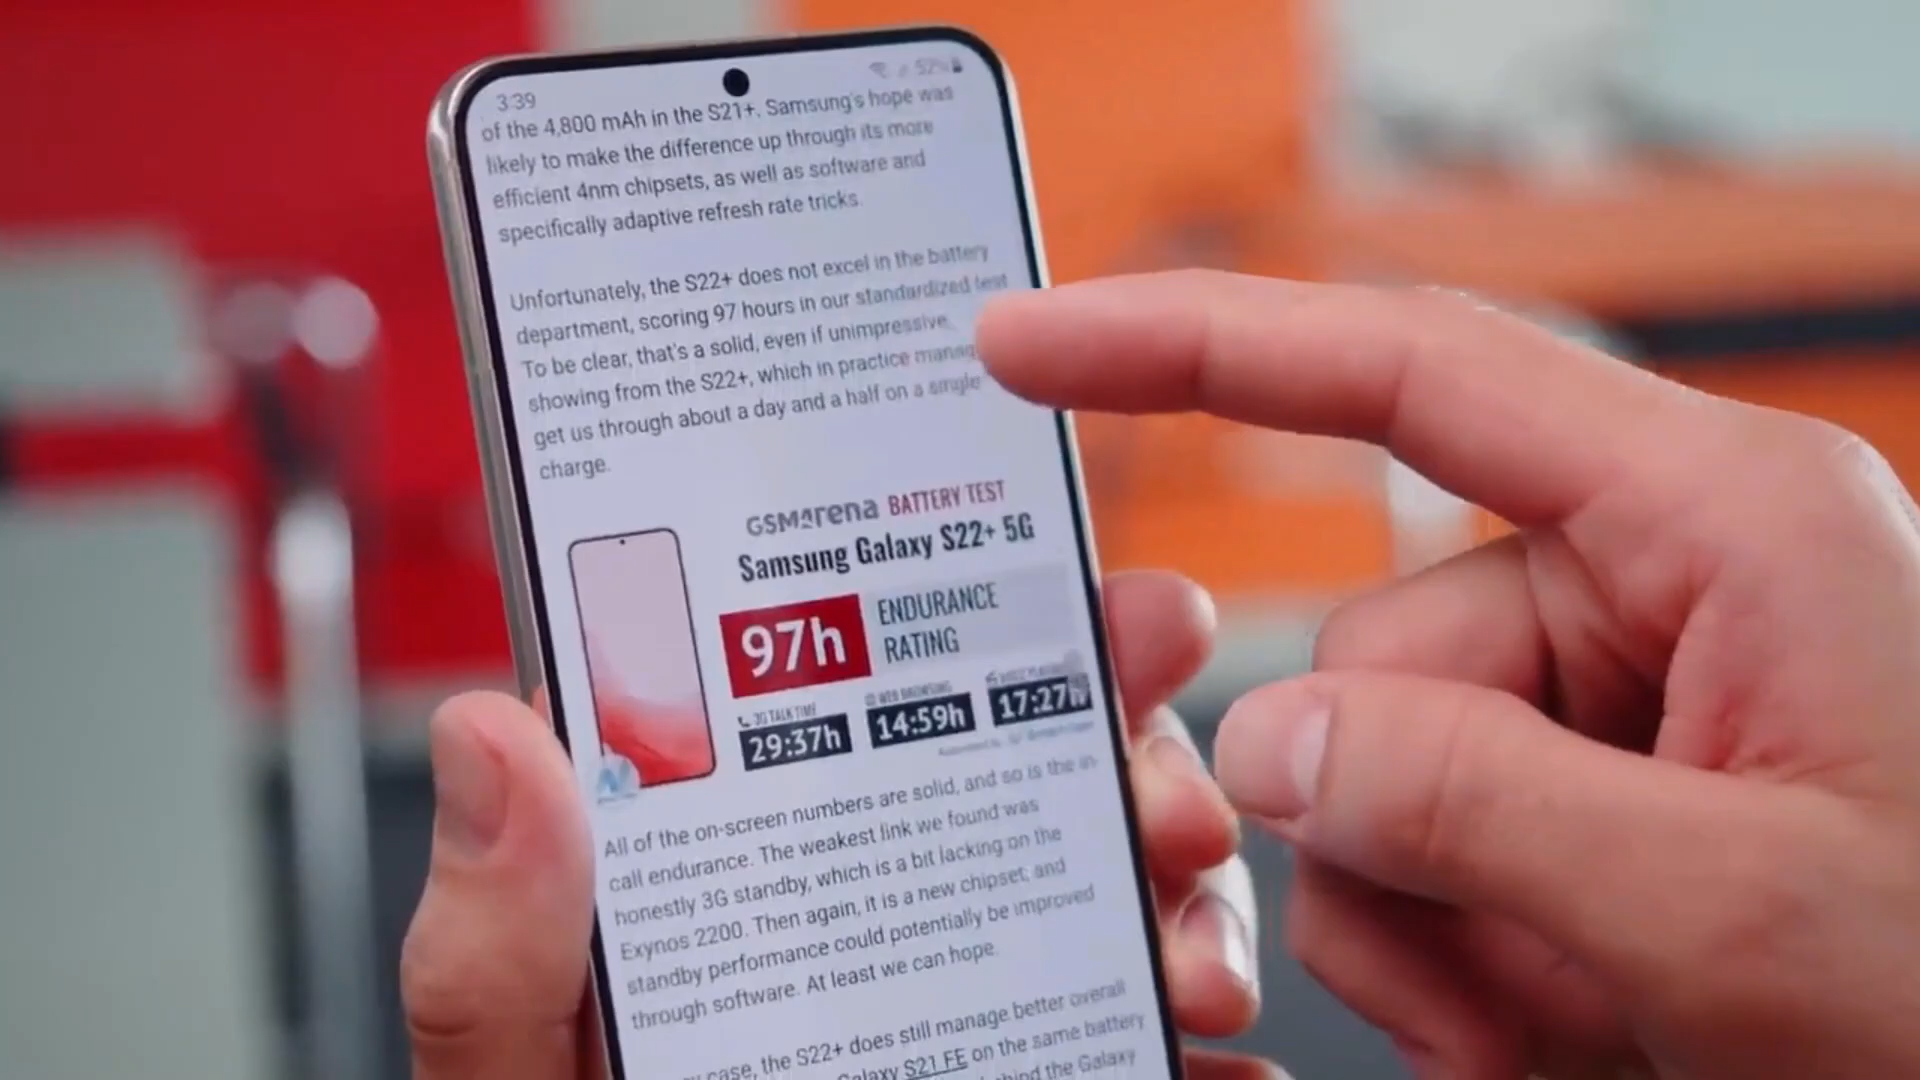 3:39
52%
of the 4,800 mAh in the S21+. Samsung's hope was
likely to make the difference up through its more
efficient 4nm chipsets, as well as software and
specifically adaptive refresh rate tricks.
Unfortunately, the S22+ does not excel in the battery
department, scoring 97 hours in our standardized test
To be clear, that's a solid, even if unimpressive,
showing from the S22+, which in practice manag
get us through about a day and a half on a single
charge.
GSMarena BATTERY TEST
Samsung Galaxy S22+ 5G
97h
ENDURANCE
RATING
3G TALK TIME
WEB BROWSING
29:37h
14:59h
17:27h
All of the on-screen numbers are solid, and so is the in-
call endurance. The weakest link we found was
honestly 3G standby, which is a bit lacking on the
Exynos 2200. Then again, it is a new chipset; and
standby performance could potentially be improved
through software. At least we can hope.
case, the S22+ does still manage better overall
Galaxy S21 FE on the same battery
behind the Galaxy